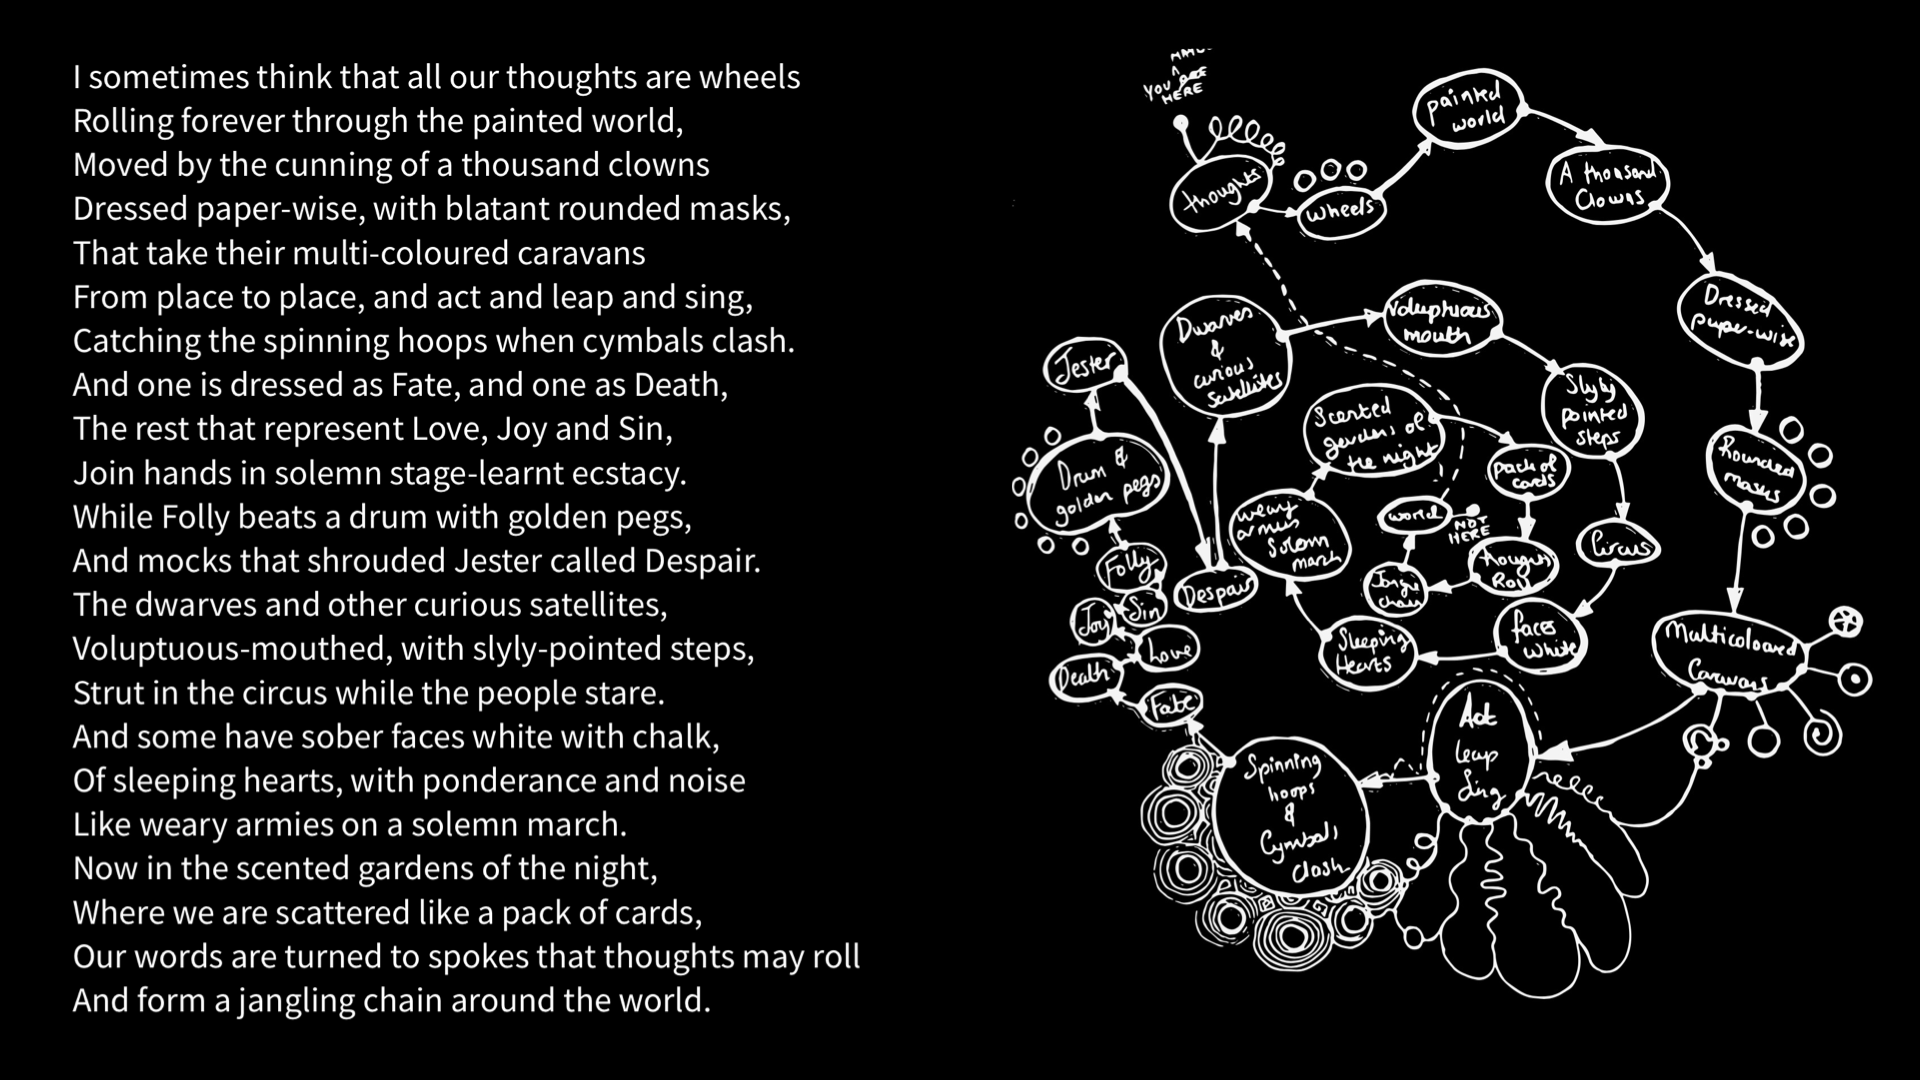 I sometimes think that all our thoughts are wheels
Rolling forever through the painted world,
Moved by the cunning of a thousand clowns
Dressed paper-wise, with blatant rounded masks,
That take their multi-coloured caravans
From place to place, and act and leap and sing,
Catching the spinning hoops when cymbals clash.
And one is dressed as Fate, and one as Death,
The rest that represent Love, Joy and Sin,
Join hands in solemn stage-learnt ecstacy.
While Folly beats a drum with golden pegs,
And mocks that shrouded Jester called Despair.
The dwarves and other curious satellites,
Voluptuous-mouthed, with slyly-pointed steps,
Strut in the circus while the people stare.
And some have sober faces white with chalk,
Of sleeping hearts, with ponderance and noise
Like weary armies on a solemn march.
Now in the scented gardens of the night,
Where we are scattered like a pack of cards,
Our words are turned to spokes that thoughts may roll
And form a jangling chain around the world.
YOU ARE
HERE
thoughts
wheels
painted
world
A thousand
Clowns
Dressed
paper-wise
Rounded
masks
Multicoloured
Caravans
Act
leap
Sing
Spinning
hoops
&
Cymbals
clash
Fate
Death
Love
Joy
Sin
Folly
Drum &
golden pegs
Jester
Despair
Dwarves
&
curious
satellites
Voluptuous
mouth
Slyly
pointed
steps
Circus
faces
white
Sleeping
Hearts
weary
armies
Solemn
march
Scented
gardens of
the night
pack of
cards
thought
Roll
chain
world
NOT
HERE